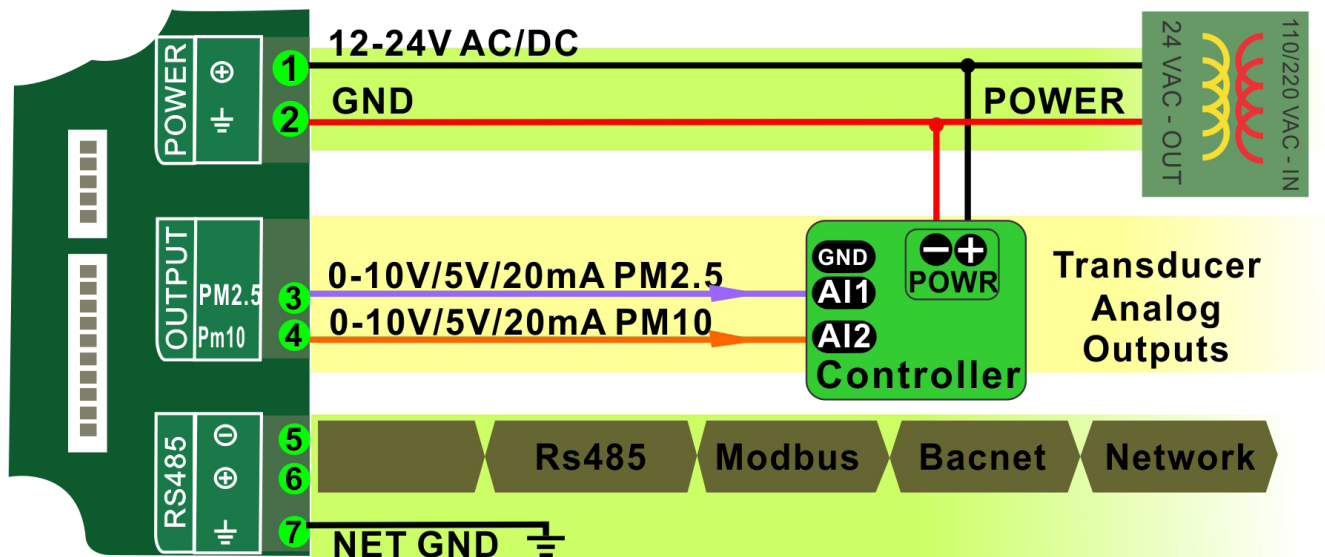 POWER
1
12-24V AC/DC
2
GND
POWER
24 VAC - OUT
110/220 VAC - IN
OUTPUT
PM2.5
Pm10
3
0-10V/5V/20mA PM2.5
4
0-10V/5V/20mA PM10
GND
AI1
AI2
POWR
Controller
Transducer
Analog
Outputs
RS485
5
6
7
Rs485
Modbus
Bacnet
Network
NET GND